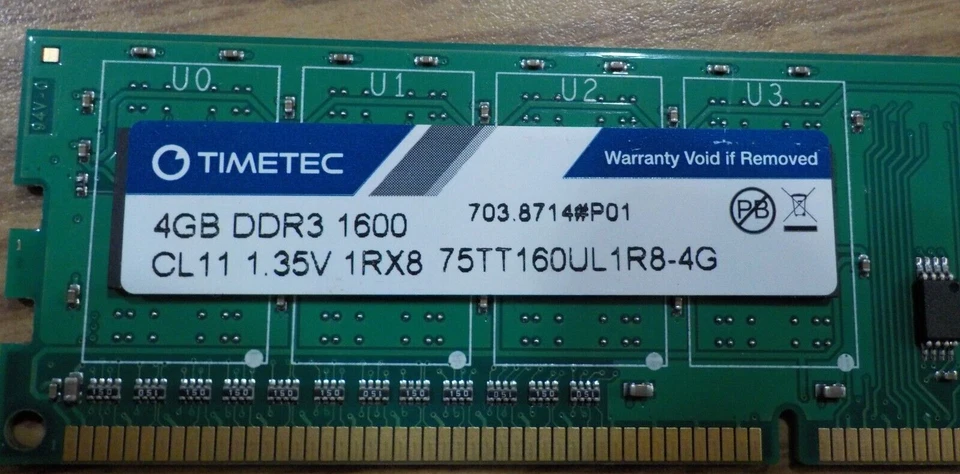 U0 U1 U2 U3
TIMETEC
Warranty Void if Removed
703.8714#P01
4GB DDR3 1600
CL11 1.35V 1RX8 75TT160UL1R8-4G
PB